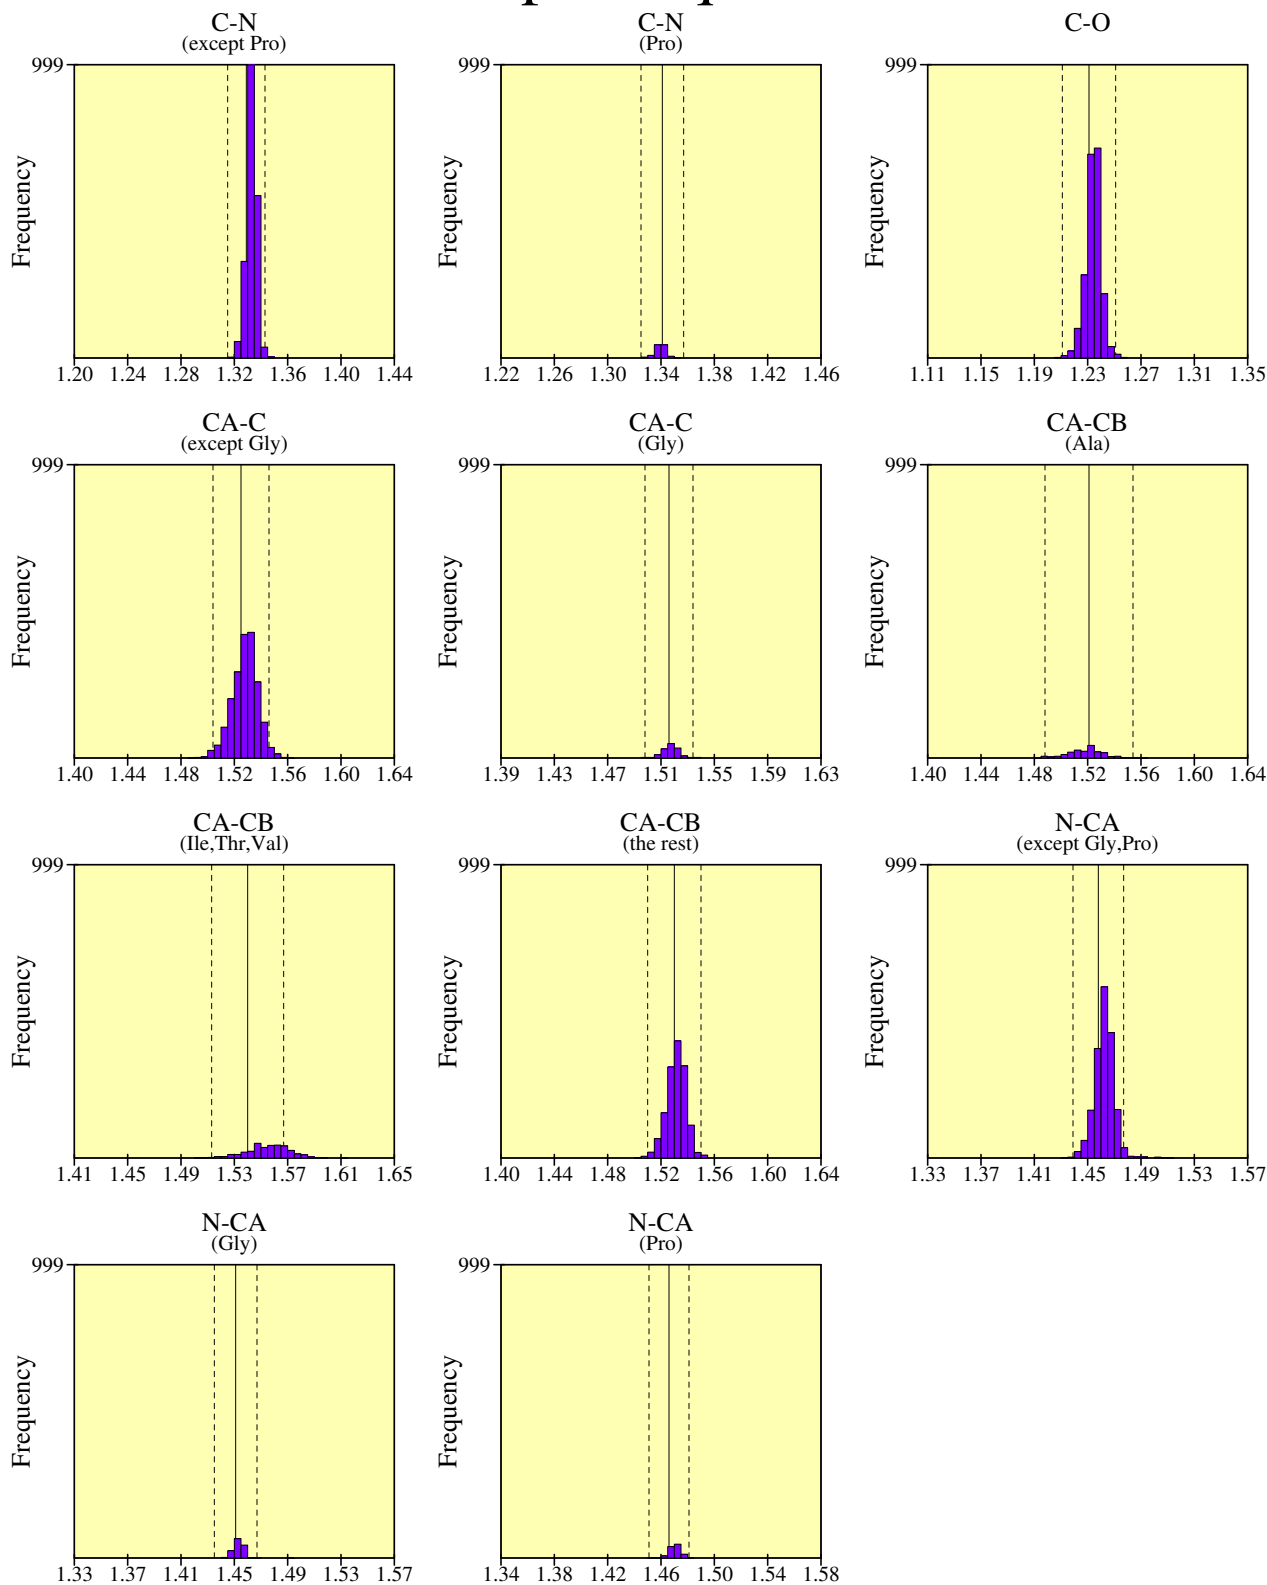 C-N
(except Pro)
999
Frequency
1.20 1.24 1.28 1.32 1.36 1.40 1.44
C-N
(Pro)
999
Frequency
1.22 1.26 1.30 1.34 1.38 1.42 1.46
C-O
999
Frequency
1.11 1.15 1.19 1.23 1.27 1.31 1.35
CA-C
(except Gly)
999
Frequency
1.40 1.44 1.48 1.52 1.56 1.60 1.64
CA-C
(Gly)
999
Frequency
1.39 1.43 1.47 1.51 1.55 1.59 1.63
CA-CB
(Ala)
999
Frequency
1.40 1.44 1.48 1.52 1.56 1.60 1.64
CA-CB
(Ile,Thr,Val)
999
Frequency
1.41 1.45 1.49 1.53 1.57 1.61 1.65
CA-CB
(the rest)
999
Frequency
1.40 1.44 1.48 1.52 1.56 1.60 1.64
N-CA
(except Gly,Pro)
999
Frequency
1.33 1.37 1.41 1.45 1.49 1.53 1.57
N-CA
(Gly)
999
Frequency
1.33 1.37 1.41 1.45 1.49 1.53 1.57
N-CA
(Pro)
999
Frequency
1.34 1.38 1.42 1.46 1.50 1.54 1.58